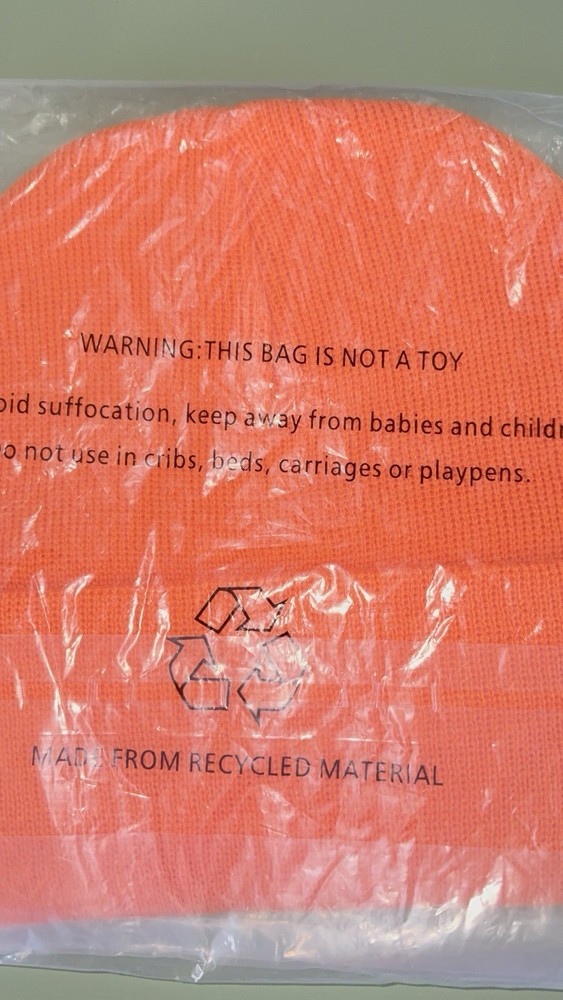 WARNING:THIS BAG IS NOT A TOY
suffocation, keep away from babies and
not use in cribs, beds, carriages or playpens.
MADE FROM RECYCLED MATERIAL